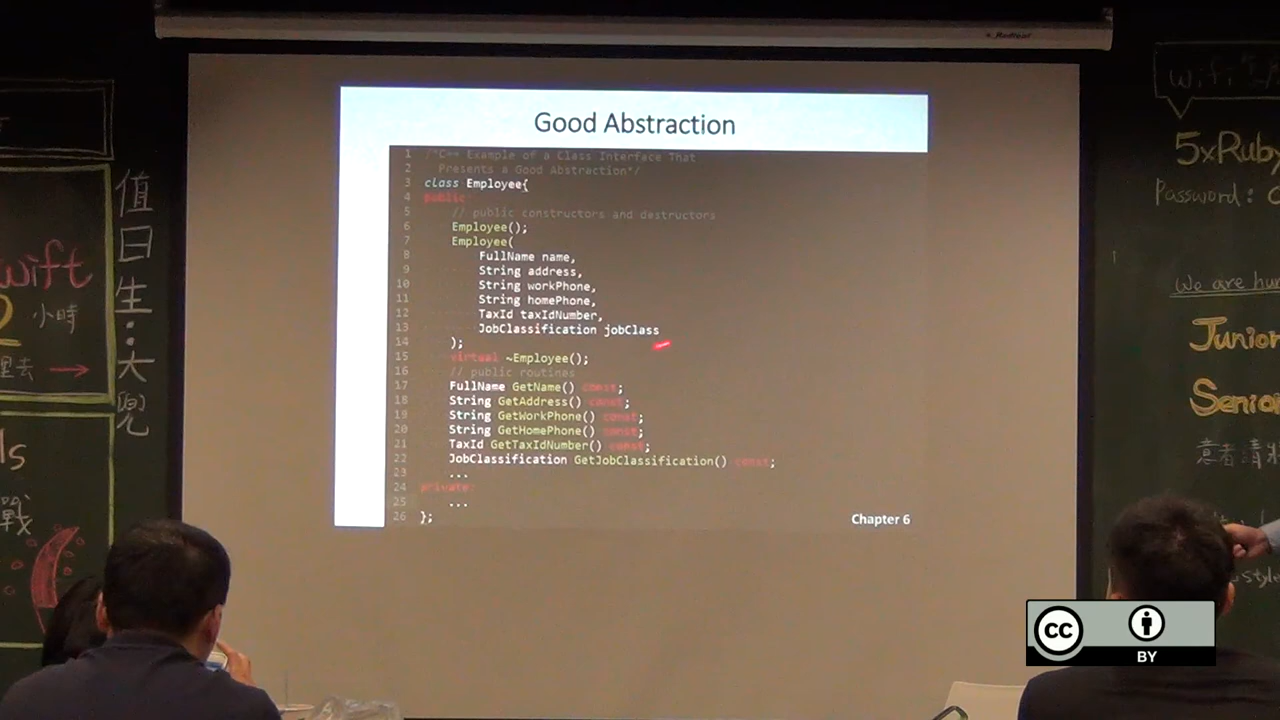 Good Abstraction
1 /*C++ Example of a Class Interface That
2 Presents a Good Abstraction*/
3 class Employee{
4 public:
5 // public constructors and destructors
6 Employee();
7 Employee(
8 FullName name,
9 String address,
10 String workPhone,
11 String homePhone,
12 TaxId taxIdNumber,
13 JobClassification jobClass
14 );
15 virtual ~Employee();
16 // public routines
17 FullName GetName() const;
18 String GetAddress() const;
19 String GetWorkPhone() const;
20 String GetHomePhone() const;
21 TaxId GetTaxIdNumber() const;
22 JobClassification GetJobClassification() const;
23 ...
24 private:
25 ...
26 };
Chapter 6
值日生:大兜
小時
wifi
5xRuby
Password:
We are
Junior
Senior
意者請
CC
BY